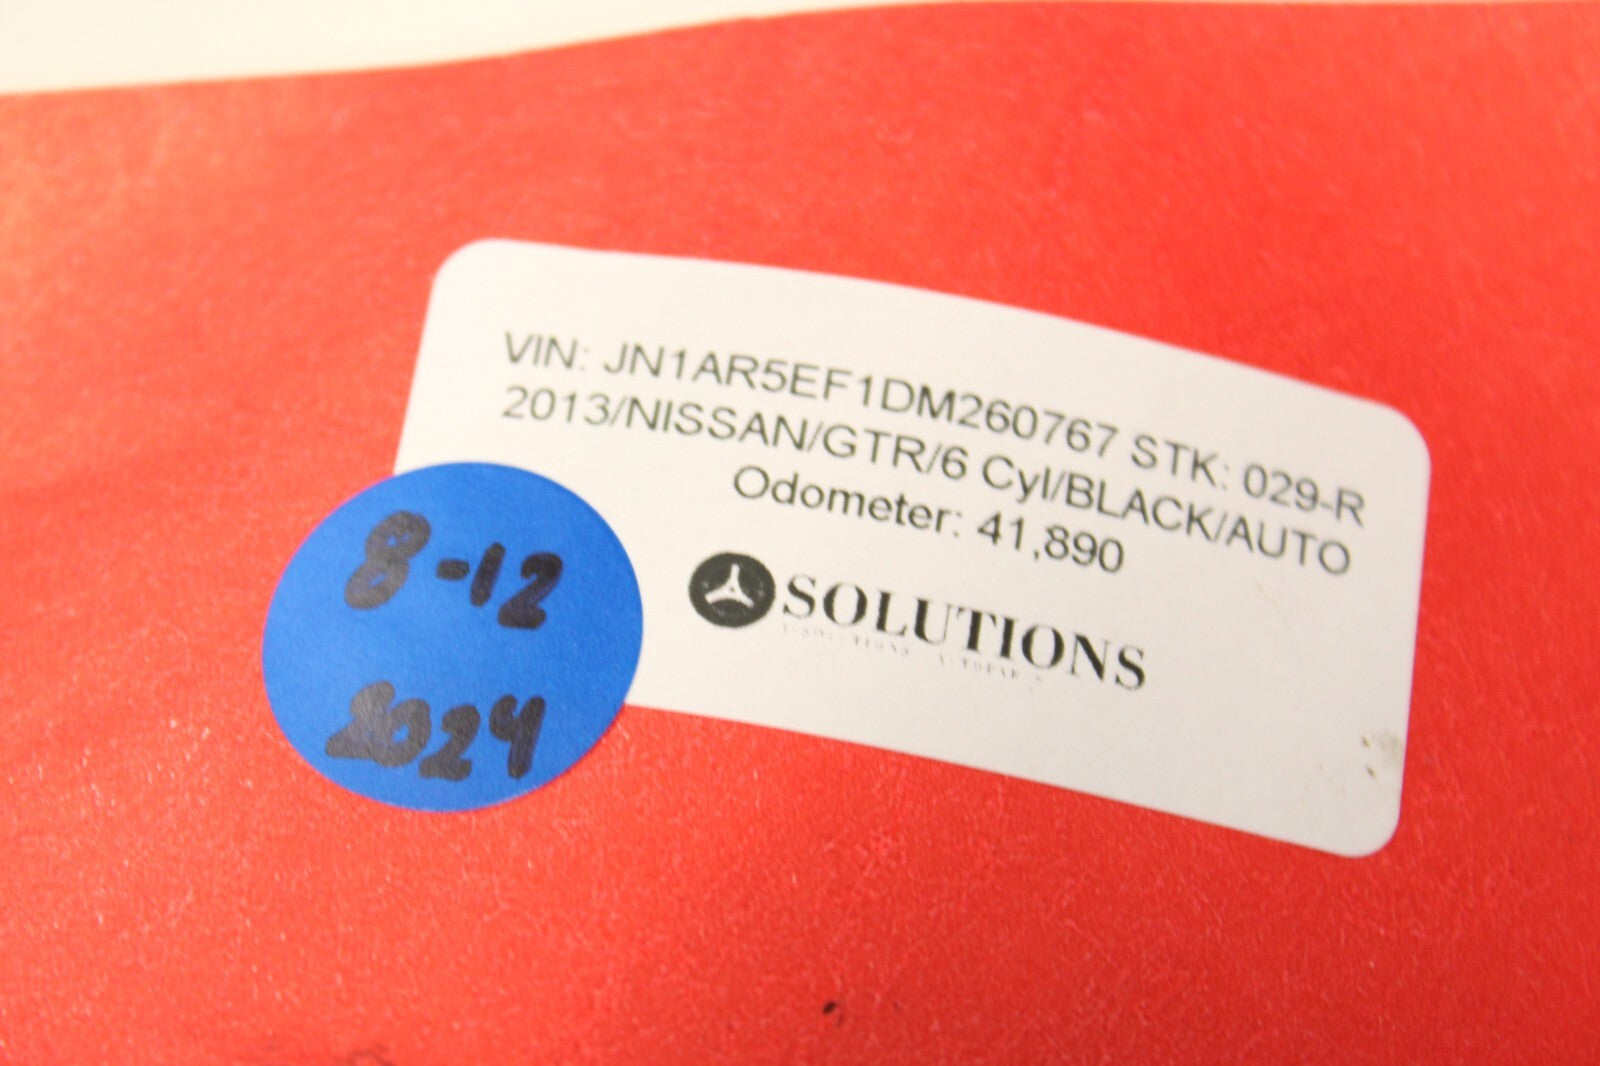 VIN: JN1AR5EF1DM260767 STK: 029-R
2013/NISSAN/GTR/6 Cyl/BLACK/AUTO
Odometer: 41,890
SOLUTIONS
8-12
2024